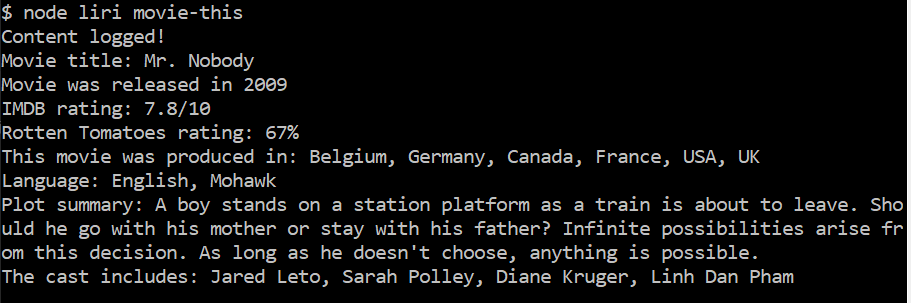 $ node liri movie-this
Content logged!
Movie title: Mr. Nobody
Movie was released in 2009
IMDB rating: 7.8/10
Rotten Tomatoes rating: 67%
This movie was produced in: Belgium, Germany, Canada, France, USA, UK
Language: English, Mohawk
Plot summary: A boy stands on a station platform as a train is about to leave. Sho
uld he go with his mother or stay with his father? Infinite possibilities arise fr
om this decision. As long as he doesn't choose, anything is possible.
The cast includes: Jared Leto, Sarah Polley, Diane Kruger, Linh Dan Pham